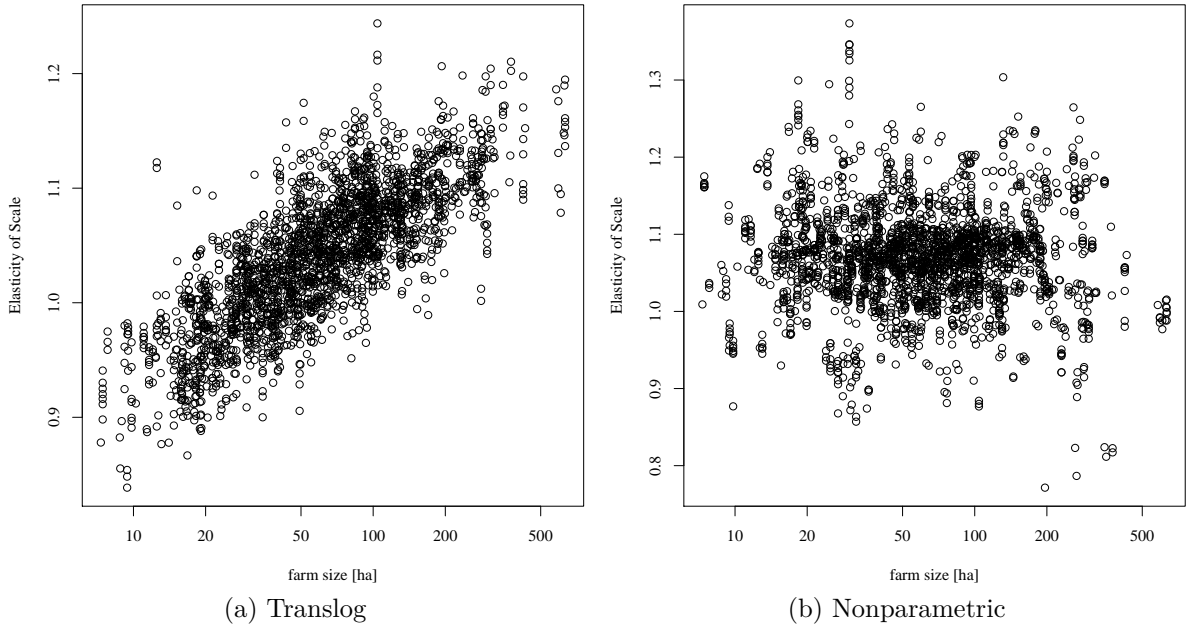 Elasticity of Scale
1.2
1.1
1.0
0.9
10 20 50 100 200 500
farm size [ha]
(a) Translog
Elasticity of Scale
1.3
1.2
1.1
1.0
0.9
0.8
10 20 50 100 200 500
farm size [ha]
(b) Nonparametric